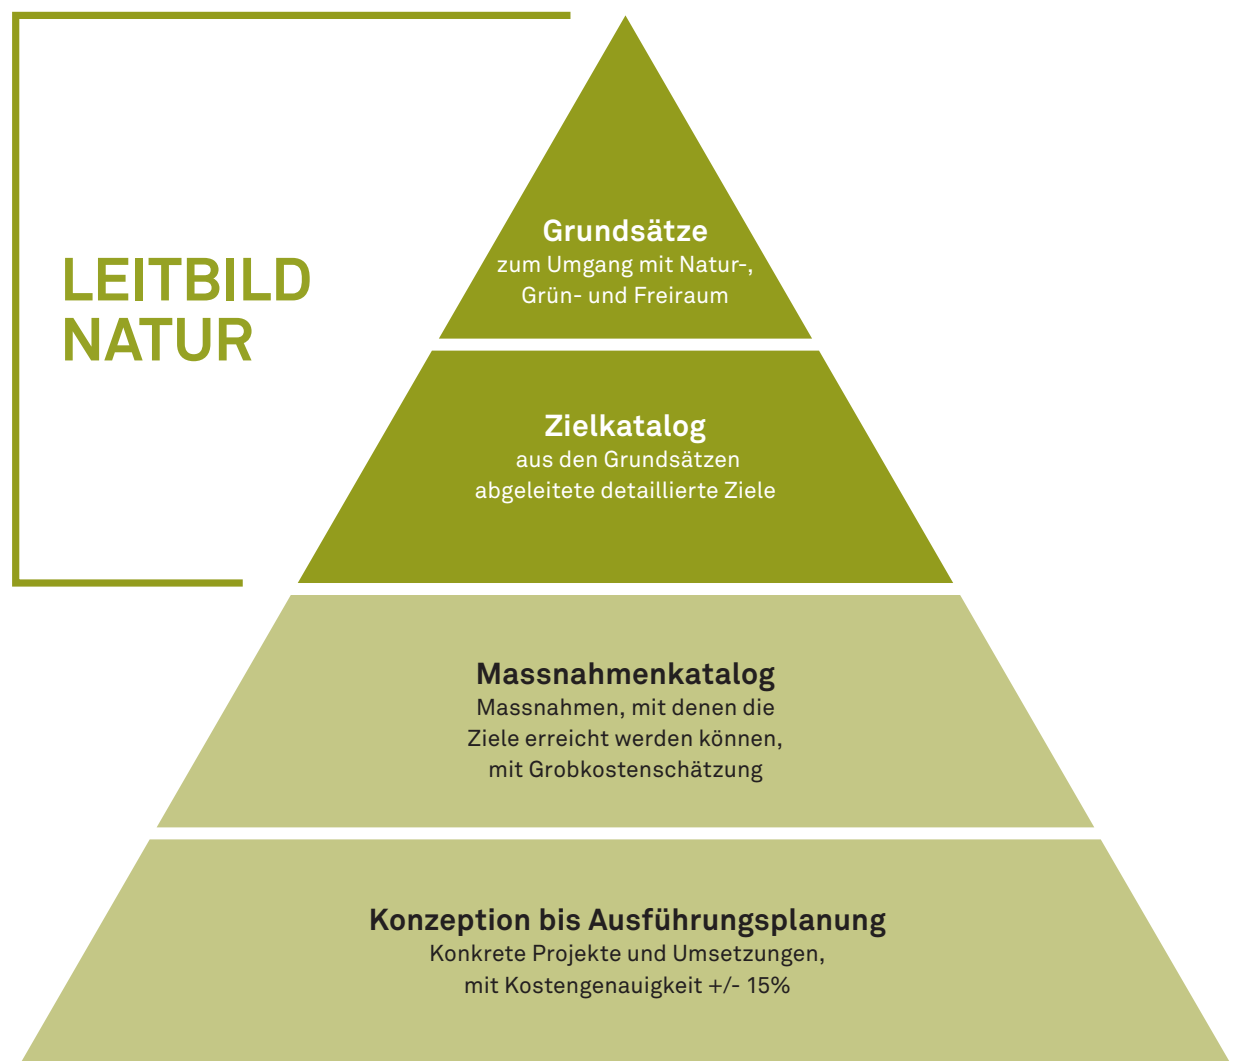 LEITBILD
NATUR
Grundsätze
zum Umgang mit Natur-,
Grün- und Freiraum
Zielkatalog
aus den Grundsätzen
abgeleitete detaillierte Ziele
Massnahmenkatalog
Massnahmen, mit denen die
Ziele erreicht werden können,
mit Grobkostenschätzung
Konzeption bis Ausführungsplanung
Konkrete Projekte und Umsetzungen,
mit Kostengenauigkeit +/- 15%